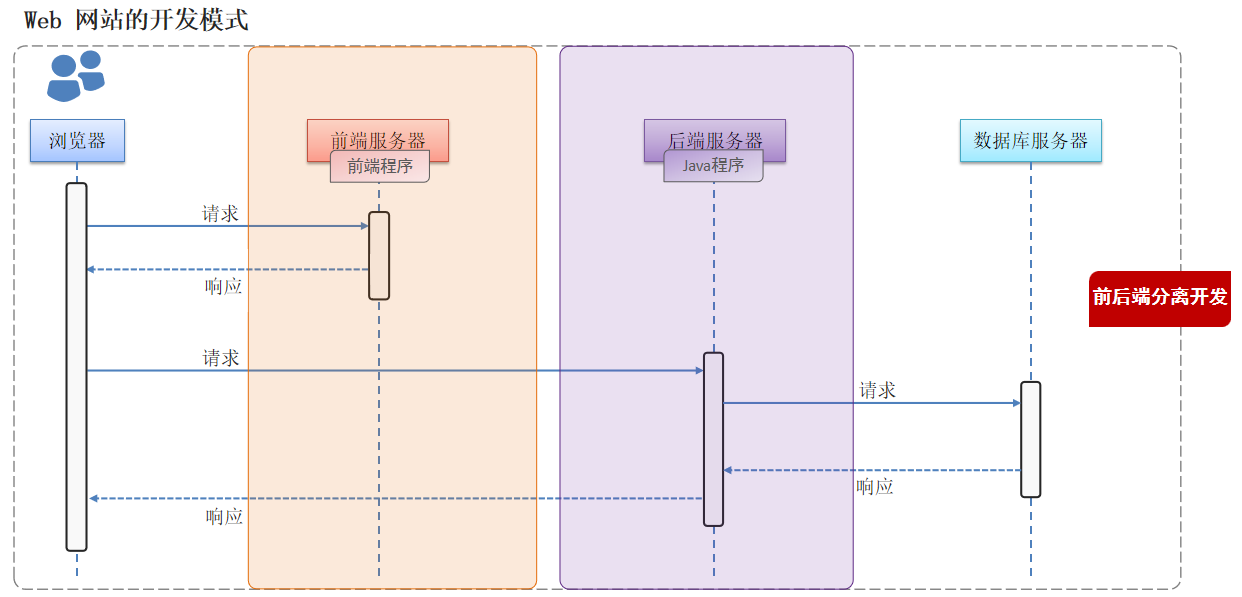 Web 网站的开发模式
浏览器
前端服务器
后端服务器
数据库服务器
前端程序
Java程序
请求
响应
前后端分离开发
请求
请求
响应
响应